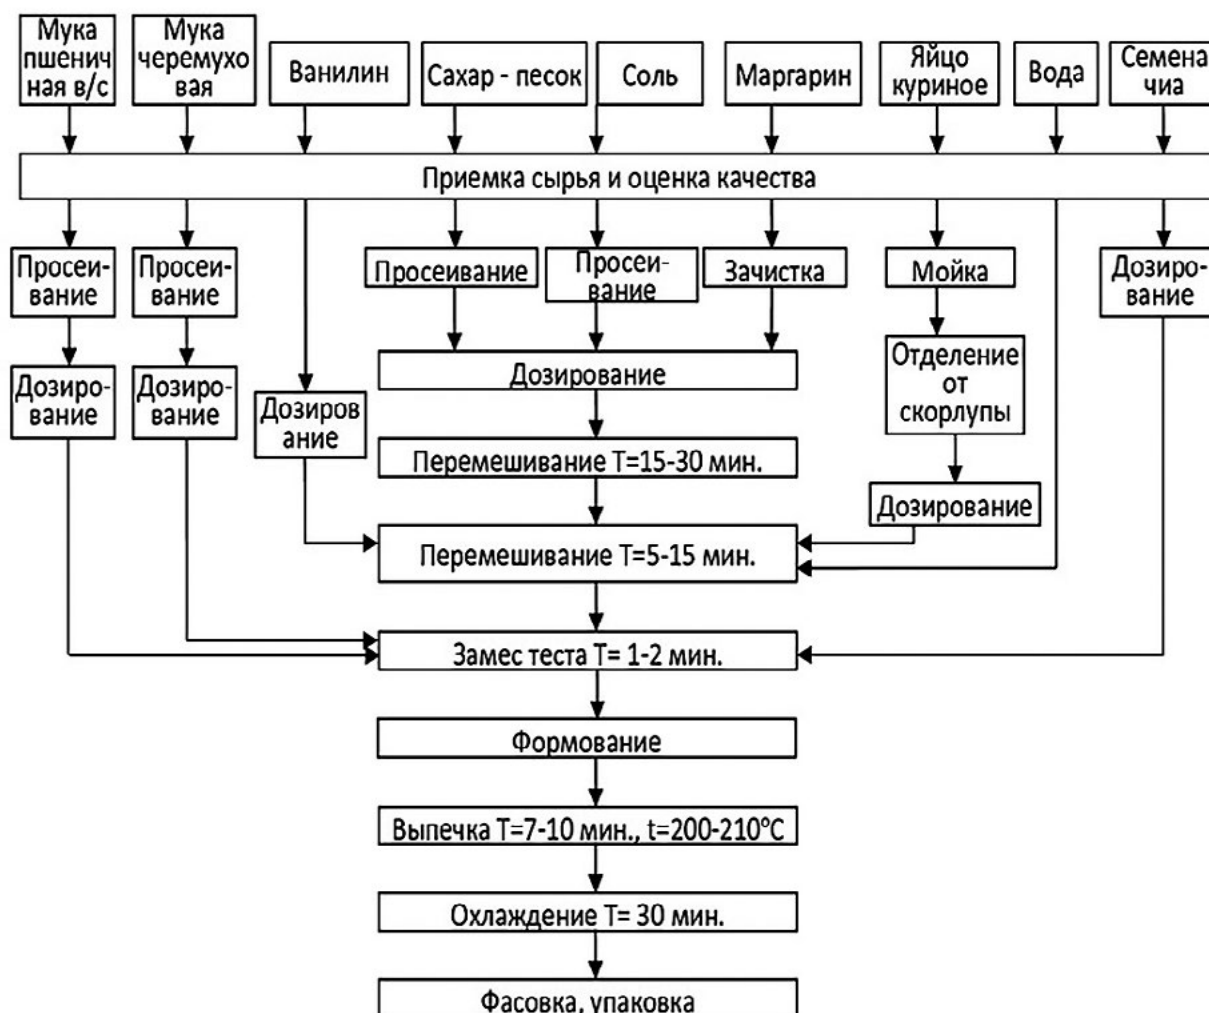 Мука
пшенич
ная в/с
Мука
черемухо
вая
Ванилин
Сахар - песок
Соль
Маргарин
Яйцо
куриное
Вода
Семена
чиа
Приемка сырья и оценка качества
Просеи-
вание
Просеи-
вание
Просеивание
Просеи-
вание
Зачистка
Мойка
Дозиро-
вание
Дозиро-
вание
Дозиро-
вание
Дозиров
ание
Дозирование
Отделение
от
скорлупы
Перемешивание Т=15-30 мин.
Дозирование
Перемешивание Т=5-15 мин.
Замес теста Т= 1-2 мин.
Формование
Выпечка Т=7-10 мин., t=200-210°С
Охлаждение Т= 30 мин.
Фасовка, упаковка